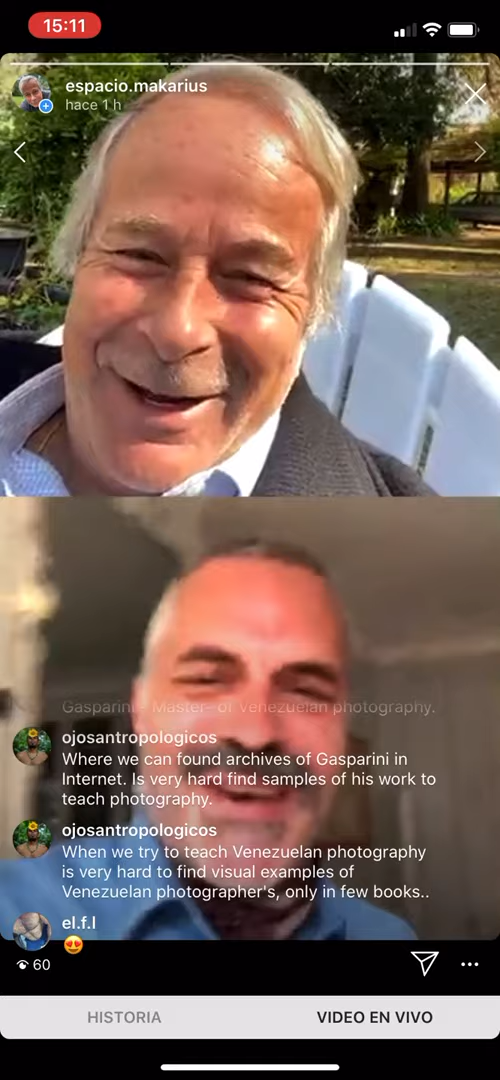 15:11
espacio.makarius
hace 1 h
Gasparini- Master- of Venezuelan photography.
ojosantropologicos
Where we can found archives of Gasparini in
Internet. Is very hard find samples of his work to
teach photography.
ojosantropologicos
When we try to teach Venezuelan photography
is very hard to find visual examples of
Venezuelan photographer's, only in few books..
el.f.l
😍
60
HISTORIA
VIDEO EN VIVO